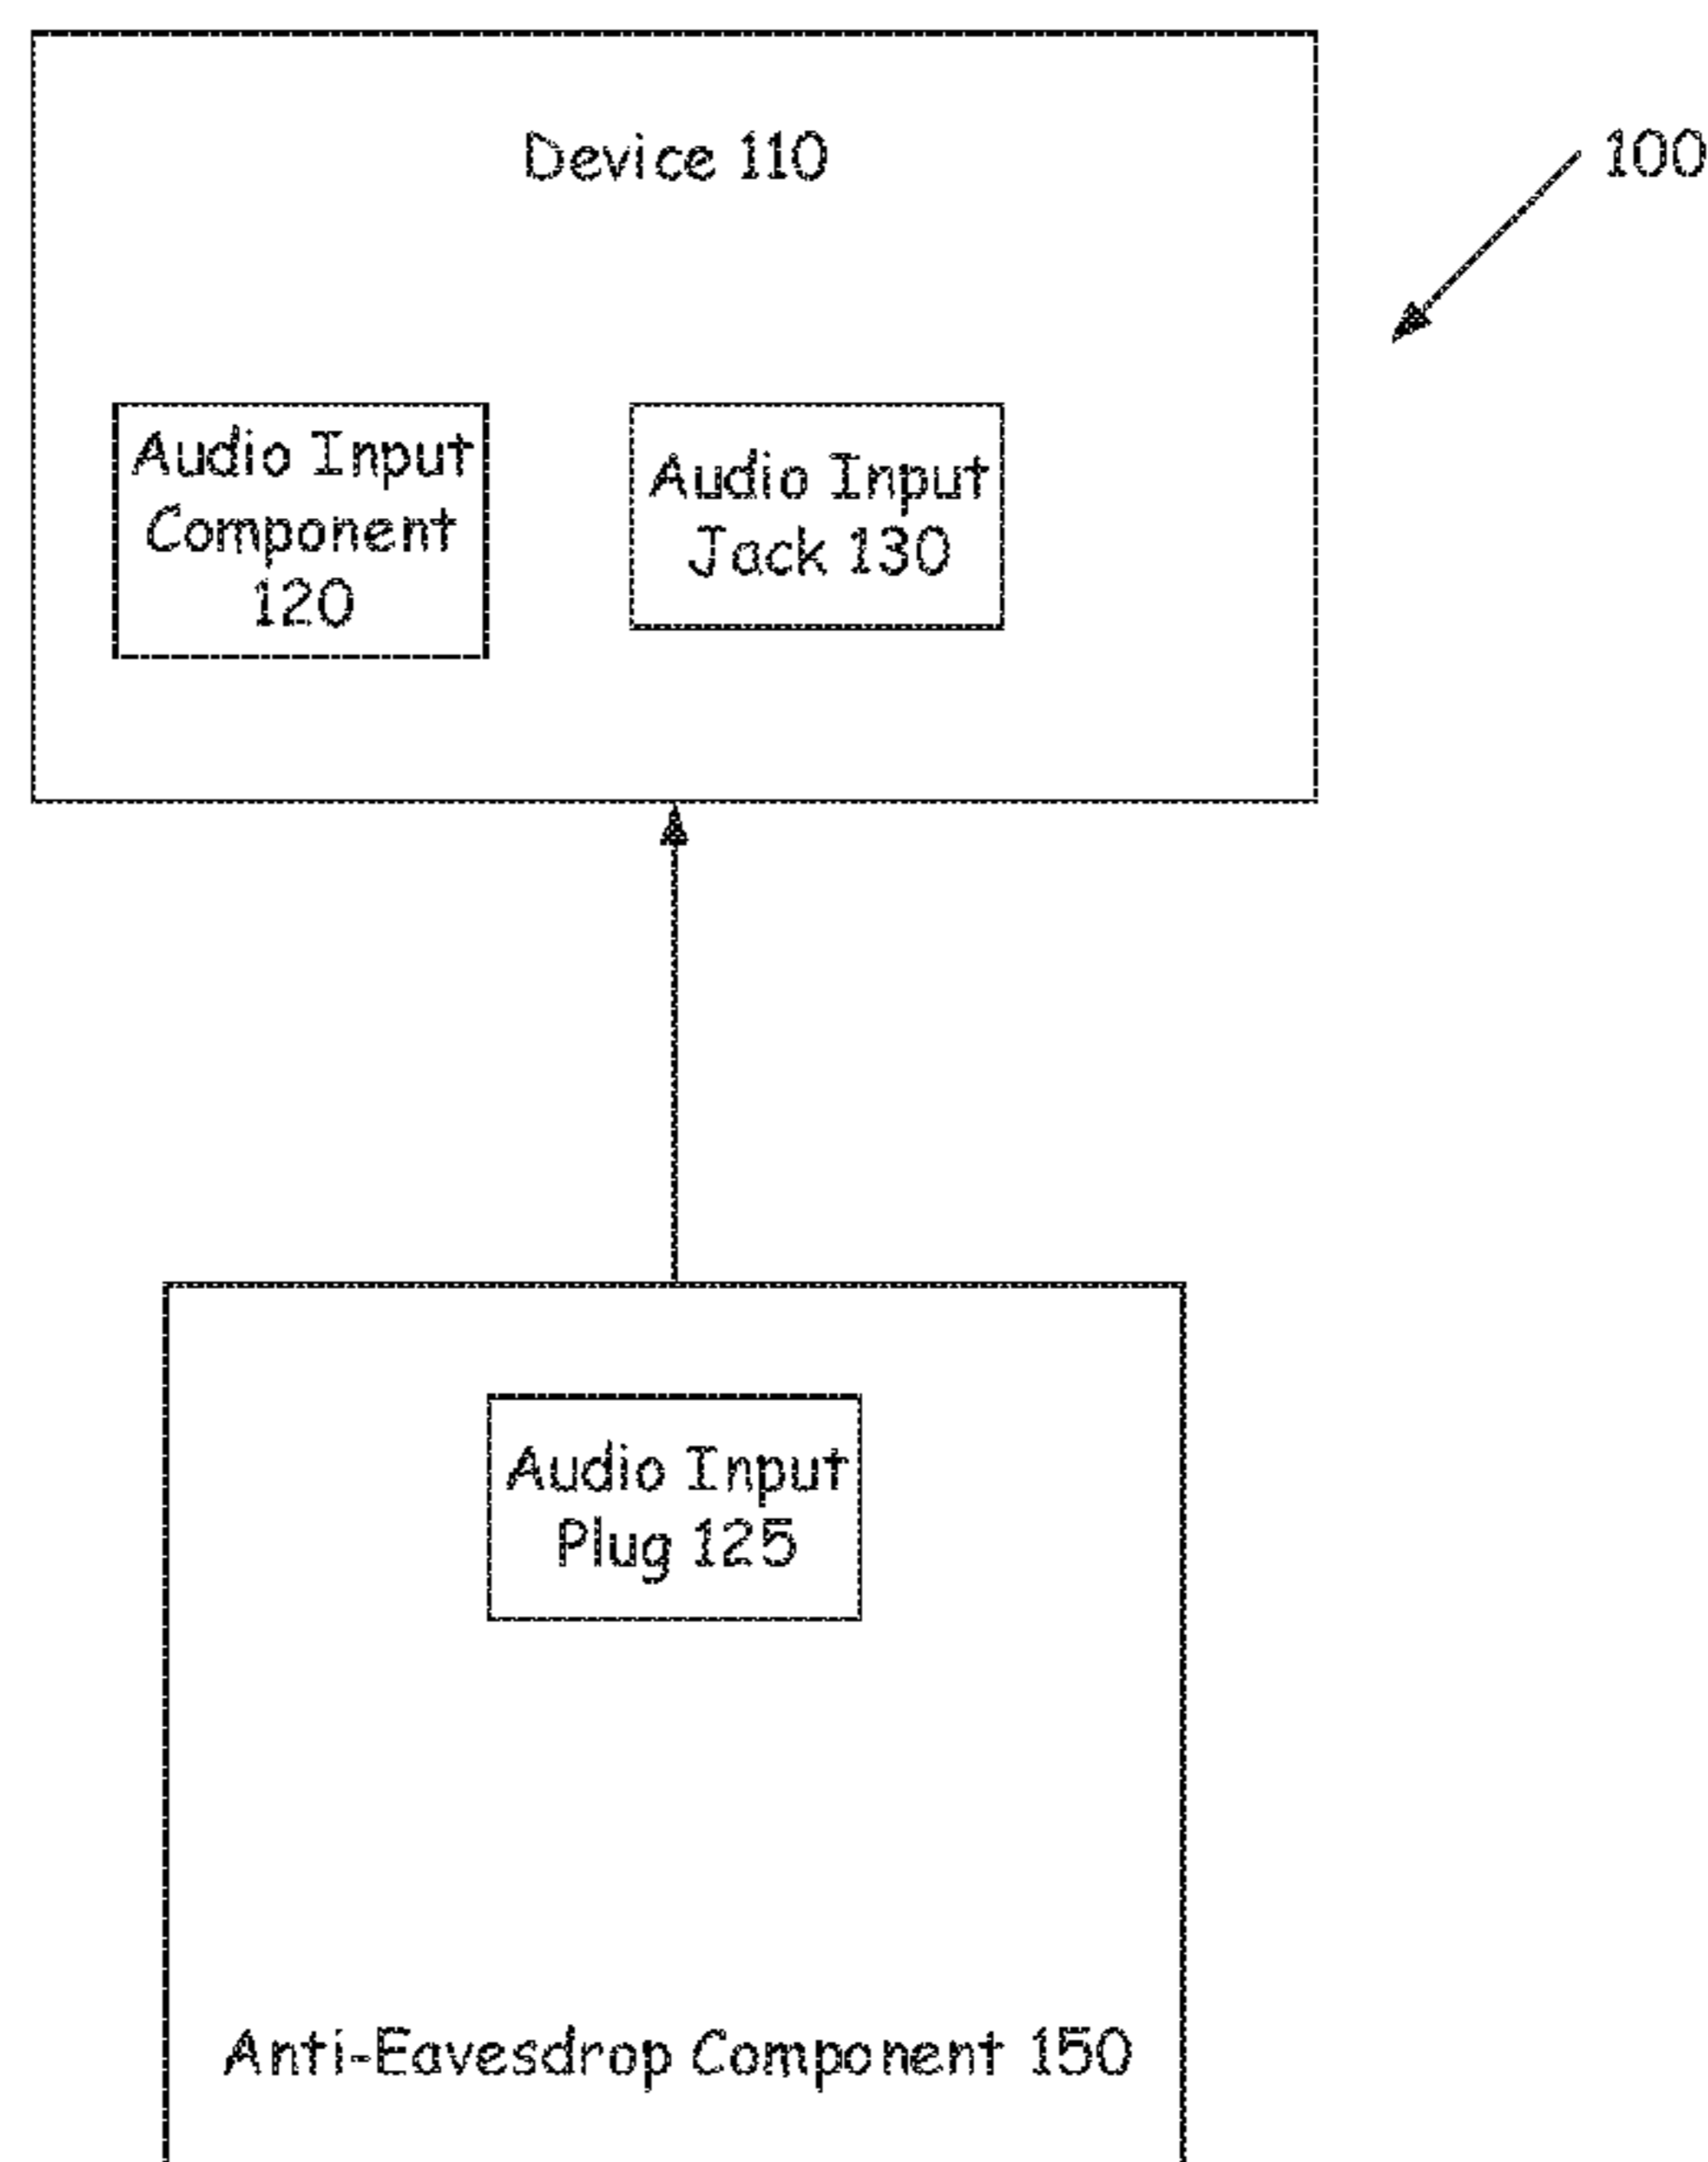 Device 110
100
Audio Input
Component
120
Audio Input
Jack 130
Audio Input
Plug 125
Anti-Eavesdrop Component 150